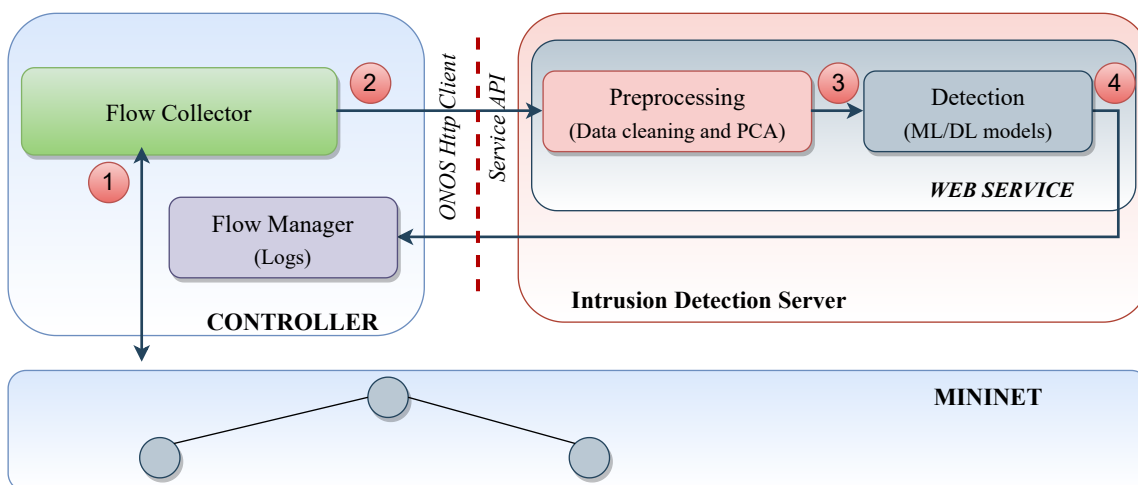 Flow Collector
1
2
Flow Manager
(Logs)
CONTROLLER
ONOS Http Client
Service API
Preprocessing
(Data cleaning and PCA)
3
Detection
(ML/DL models)
4
WEB SERVICE
Intrusion Detection Server
MININET